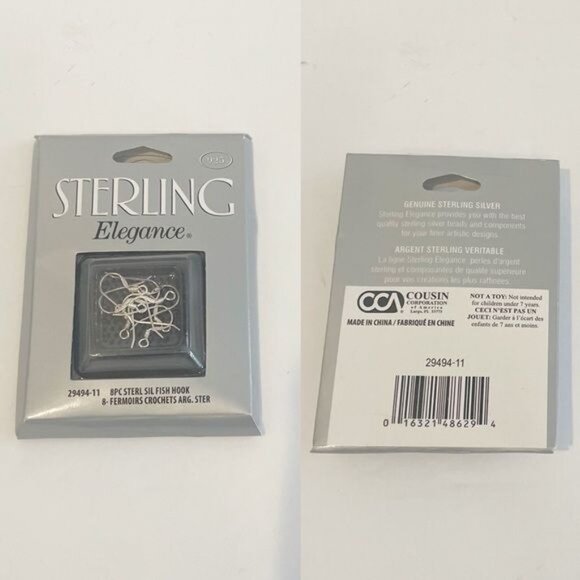 925
STERLING
Elegance®
29494-11 8PC STERL SIL FISH HOOK
8- FERMOIRS CROCHETS ARG. STER
GENUINE STERLING SILVER
Sterling Elegance provides you with the best
quality sterling silver beads and components
for your finer artistic designs.
ARGENT STERLING VERITABLE
La ligne Sterling Elegance perles d'argent
sterling et composantes de qualité supérieure
pour vos créations les plus raffinées.
CCA ®
COUSIN
CORPORATION
of America
Largo, FL 33773
MADE IN CHINA / FABRIQUÉ EN CHINE
NOT A TOY: Not intended
for children under 7 years.
CECI N'EST PAS UN
JOUET: Garder à l'écart des
enfants de 7 ans et moins.
29494-11
0 16321 48629 4